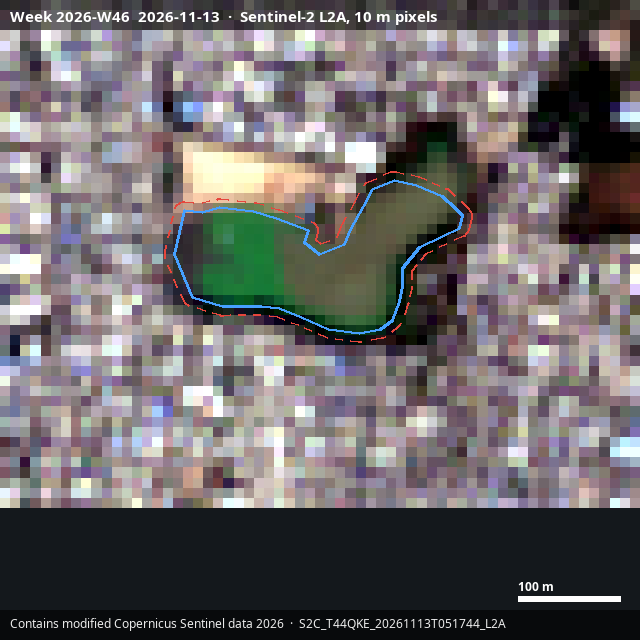 Week 2026-W46  2026-11-13  ·  Sentinel-2 L2A, 10 m pixels
100 m
Contains modified Copernicus Sentinel data 2026  ·  S2C_T44QKE_20261113T051744_L2A